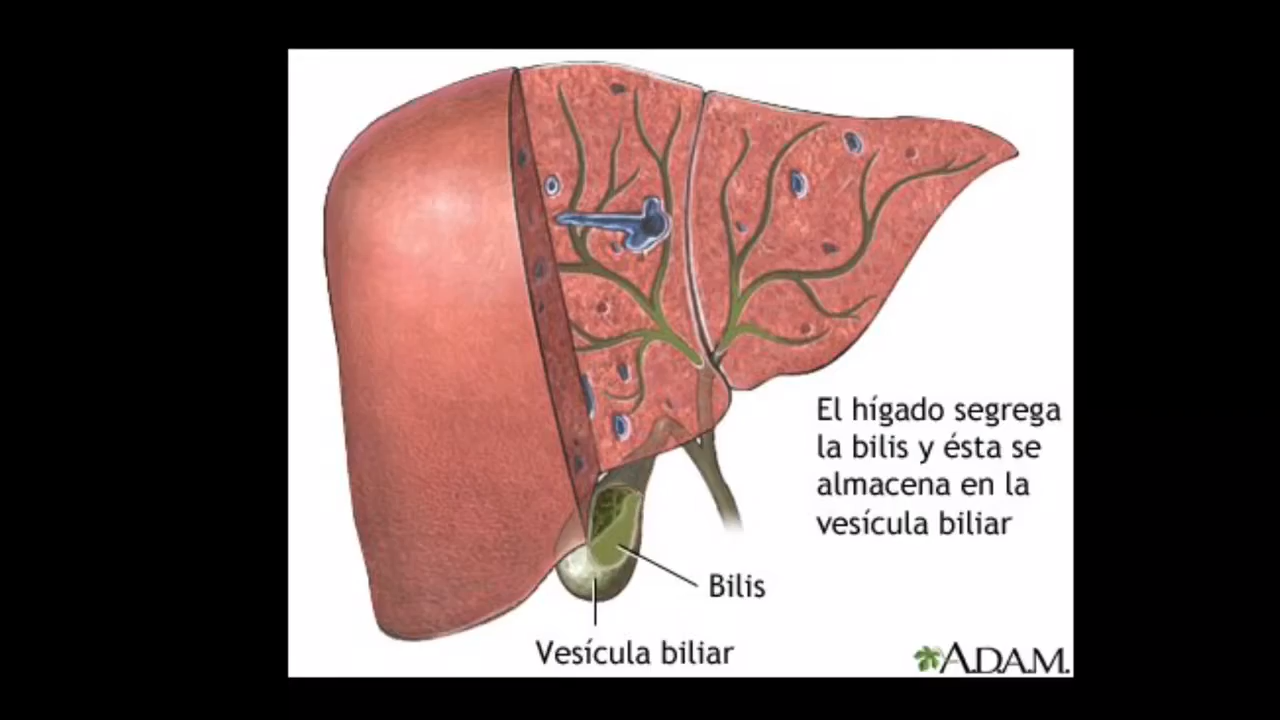 El hígado segrega
la bilis y ésta se
almacena en la
vesícula biliar
Bilis
Vesícula biliar
A.D.A.M.